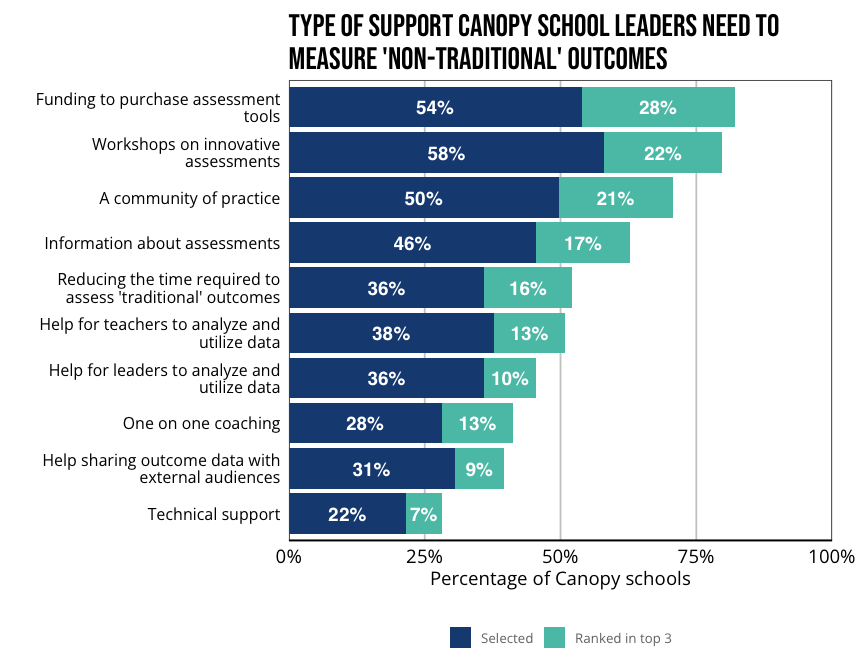 TYPE OF SUPPORT CANOPY SCHOOL LEADERS NEED TO
MEASURE 'NON-TRADITIONAL' OUTCOMES
Funding to purchase assessment
tools
54%
28%
Workshops on innovative
assessments
58%
22%
A community of practice
50%
21%
Information about assessments
46%
17%
Reducing the time required to
assess 'traditional' outcomes
36%
16%
Help for teachers to analyze and
utilize data
38%
13%
Help for leaders to analyze and
utilize data
36%
10%
One on one coaching
28%
13%
Help sharing outcome data with
external audiences
31%
9%
Technical support
22%
7%
0%
25%
50%
75%
100%
Percentage of Canopy schools
Selected
Ranked in top 3